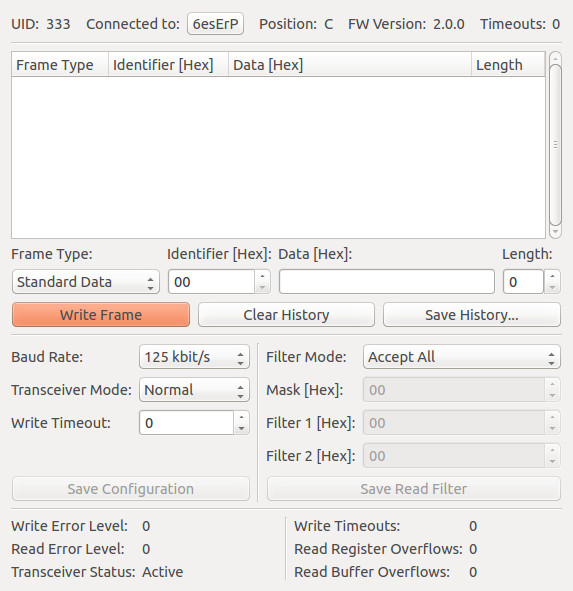 UID: 333 Connected to: 6esErP Position: C FW Version: 2.0.0 Timeouts: 0
Frame Type Identifier [Hex] Data [Hex] Length
Frame Type: Identifier [Hex]: Data [Hex]: Length:
Standard Data 00 0
Write Frame Clear History Save History...
Baud Rate: 125 kbit/s
Transceiver Mode: Normal
Write Timeout: 0
Save Configuration
Filter Mode: Accept All
Mask [Hex]: 00
Filter 1 [Hex]: 00
Filter 2 [Hex]: 00
Save Read Filter
Write Error Level: 0
Read Error Level: 0
Transceiver Status: Active
Write Timeouts: 0
Read Register Overflows: 0
Read Buffer Overflows: 0